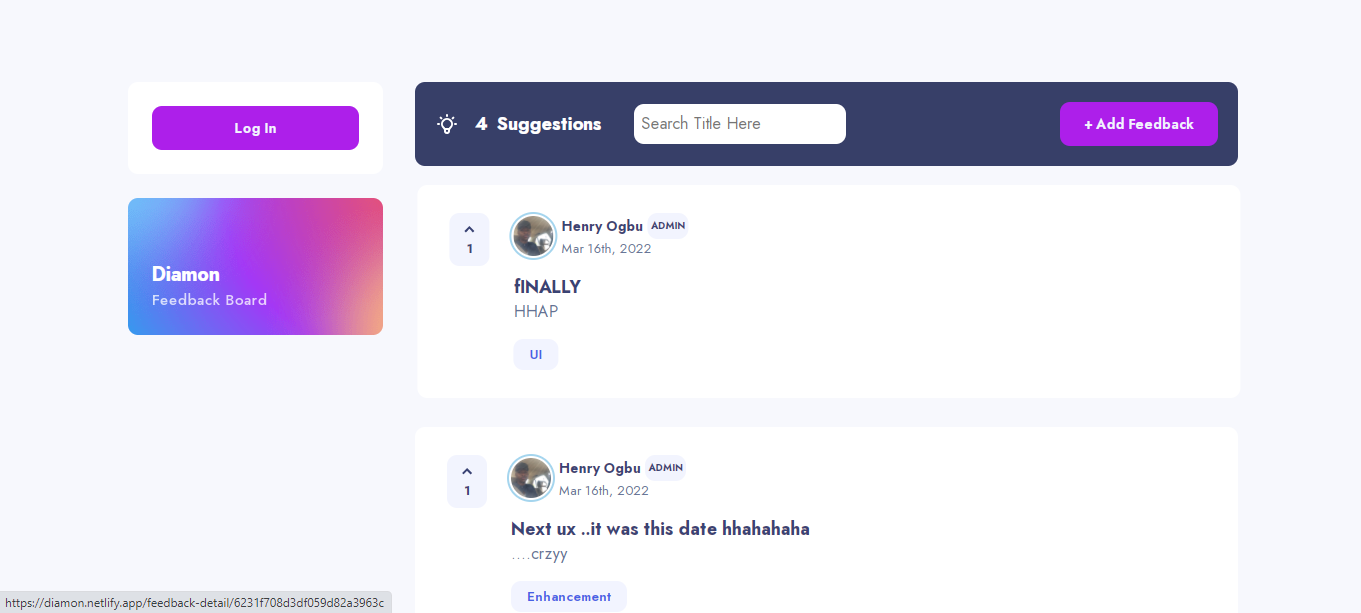 Log In
Diamon
Feedback Board
4 Suggestions
Search Title Here
+ Add Feedback
1
Henry Ogbu ADMIN
Mar 16th, 2022
fINALLY
HHAP
UI
1
Henry Ogbu ADMIN
Mar 16th, 2022
Next ux ..it was this date hhahahaha
....crzyy
Enhancement
https://diamon.netlify.app/feedback-detail/6231f708d3df059d82a3963c